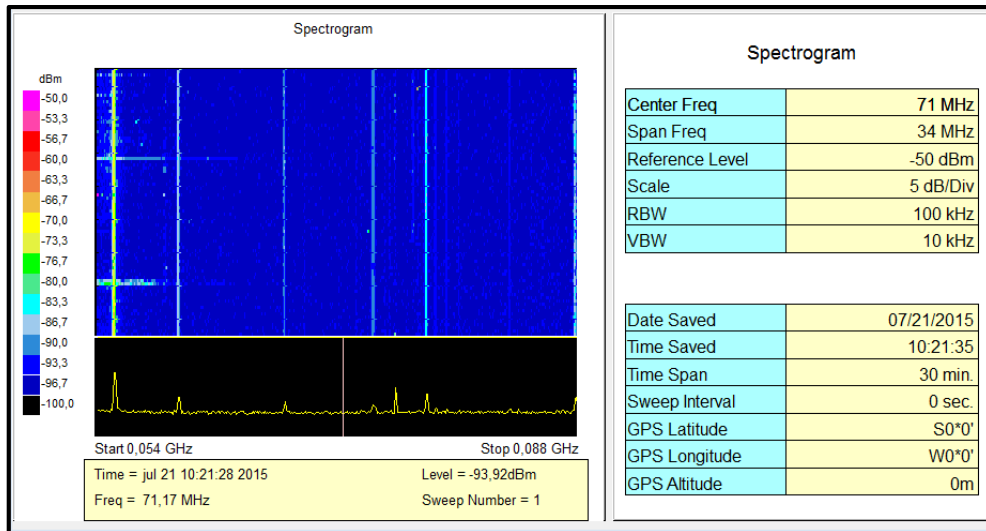 Spectrogram
dBm
-50,0
-53,3
-56,7
-60,0
-63,3
-66,7
-70,0
-73,3
-76,7
-80,0
-83,3
-86,7
-90,0
-93,3
-96,7
-100,0
Start 0,054 GHz Stop 0,088 GHz
Time = jul 21 10:21:28 2015 Level = -93,92dBm
Freq = 71,17 MHz Sweep Number = 1
Spectrogram
Center Freq 71 MHz
Span Freq 34 MHz
Reference Level -50 dBm
Scale 5 dB/Div
RBW 100 kHz
VBW 10 kHz
Date Saved 07/21/2015
Time Saved 10:21:35
Time Span 30 min.
Sweep Interval 0 sec.
GPS Latitude S0*0'
GPS Longitude W0*0'
GPS Altitude 0m